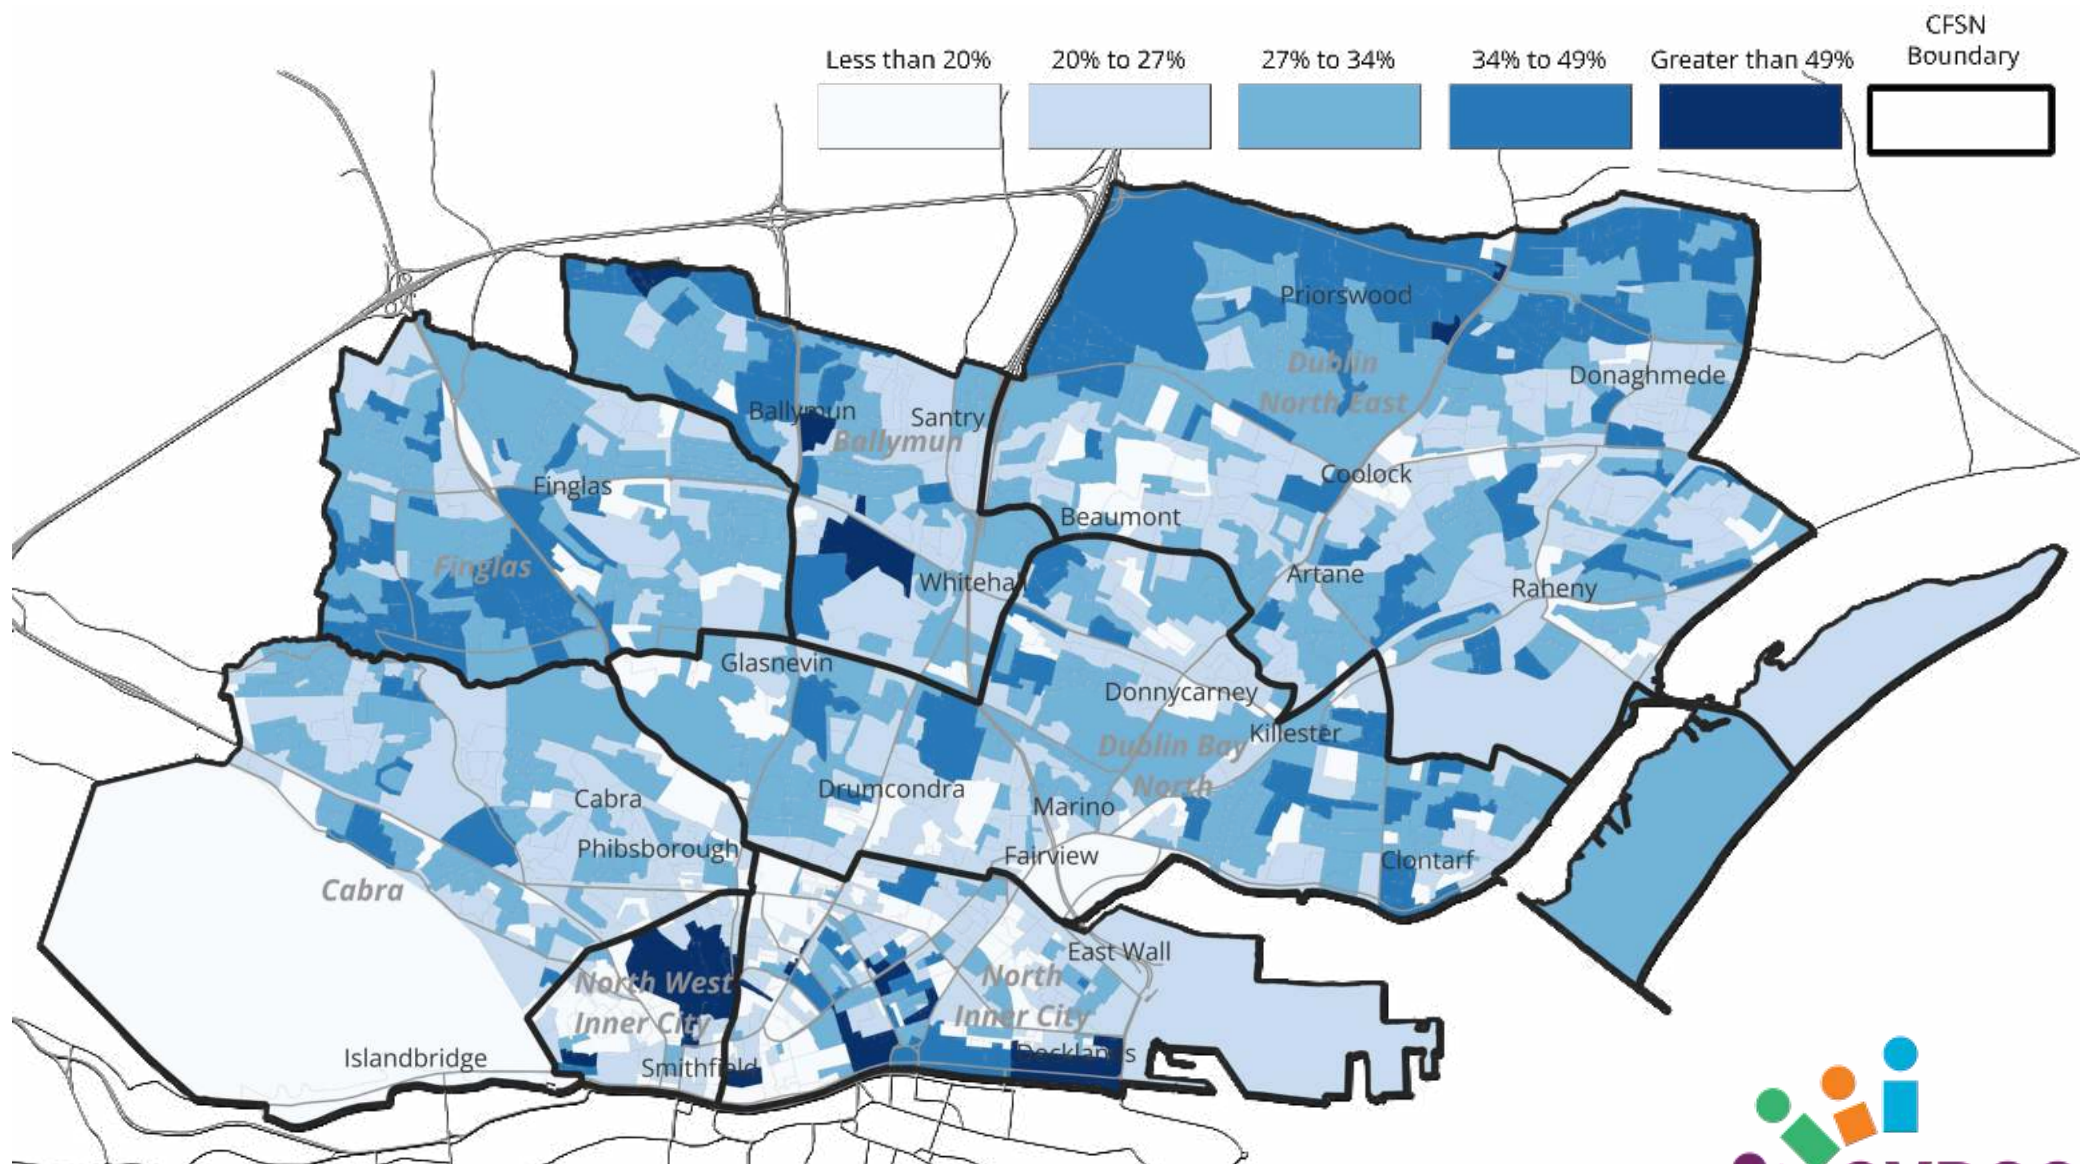 CFSN
Boundary
Less than 20%
20% to 27%
27% to 34%
34% to 49%
Greater than 49%
Priorswood
Dublin
North East
Donaghmede
Ballymun
Santry
Ballymun
Coolock
Finglas
Beaumont
Finglas
Whitehall
Artane
Raheny
Glasnevin
Donnycarney
Killester
Dublin Bay
North
Drumcondra
Cabra
Marino
Phibsborough
Fairview
Clontarf
Cabra
East Wall
North West
Inner City
North
Inner City
Docklands
Islandbridge
Smithfield